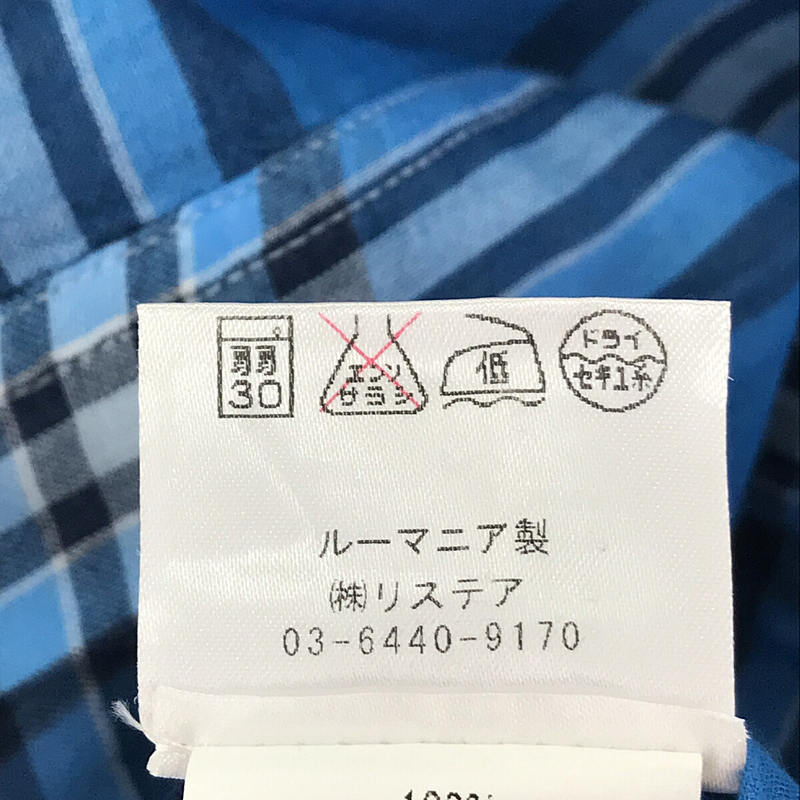 弱
30
エンソ
サラシ
低
ドライ
セキユ系
ルーマニア製
㈱リステア
03-6440-9170